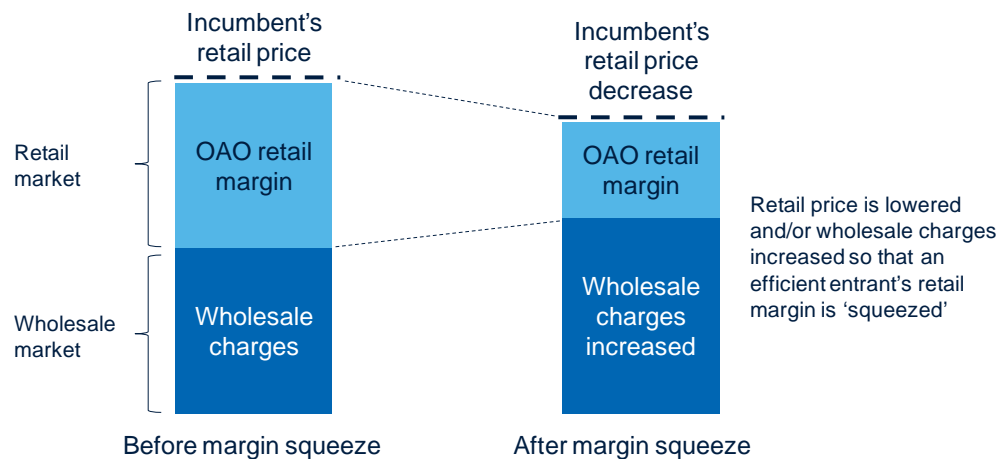 Incumbent's
retail price
Incumbent's
retail price
decrease
Retail
market
OAO retail
margin
OAO retail
margin
Retail price is lowered
and/or wholesale charges
increased so that an
efficient entrant's retail
margin is ‘squeezed’
Wholesale
market
Wholesale
charges
Wholesale
charges
increased
Before margin squeeze
After margin squeeze